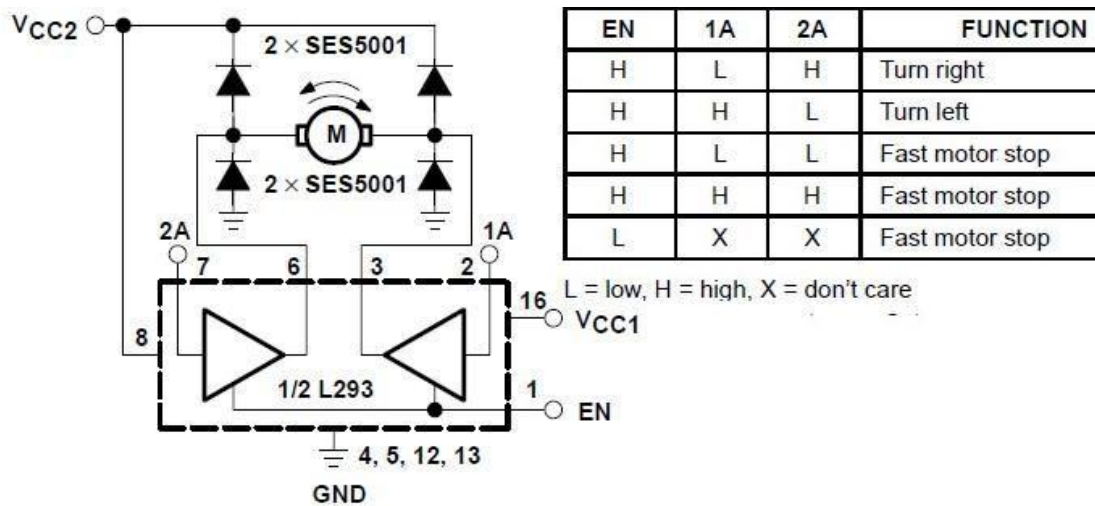 VCC2
2 × SES5001
M
2 × SES5001
2A
1A
7
6
3
2
16
VCC1
8
1/2 L293
1
EN
4, 5, 12, 13
GND
EN 1A 2A FUNCTION
H L H Turn right
H H L Turn left
H L L Fast motor stop
H H H Fast motor stop
L X X Fast motor stop
L = low, H = high, X = don't care